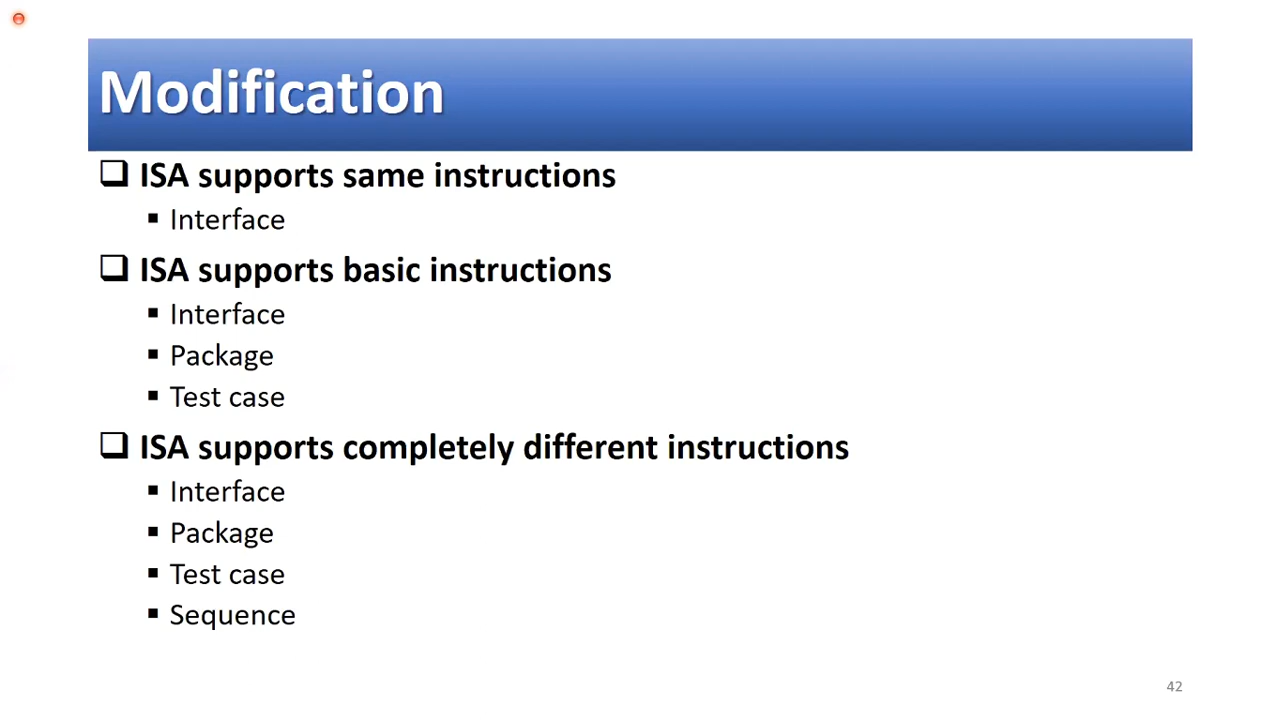 Modification
ISA supports same instructions
Interface
ISA supports basic instructions
Interface
Package
Test case
ISA supports completely different instructions
Interface
Package
Test case
Sequence
42